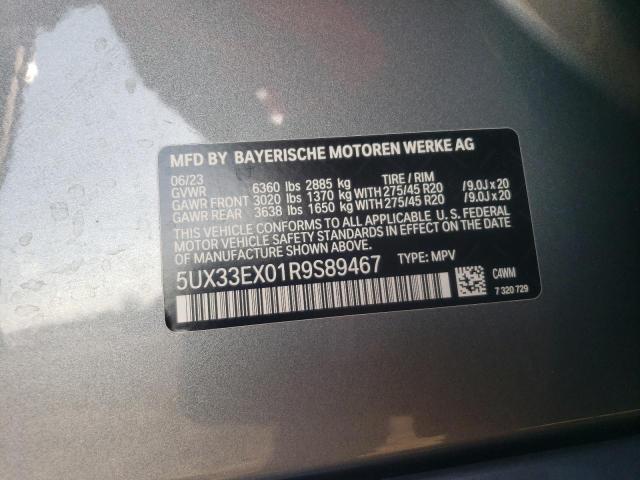 MFD BY BAYERISCHE MOTOREN WERKE AG
06/23 TIRE / RIM
GVWR 6360 lbs 2885 kg
GAWR FRONT 3020 lbs 1370 kg WITH 275/45 R20 / 9.0J x 20
GAWR REAR 3638 lbs 1650 kg WITH 275/45 R20 / 9.0J x 20
THIS VEHICLE CONFORMS TO ALL APPLICABLE U.S. FEDERAL
MOTOR VEHICLE SAFETY STANDARDS IN EFFECT ON THE DATE
OF MANUFACTURE SHOWN ABOVE.
5UX33EX01R9S89467 TYPE: MPV
C4WM
7 320 729